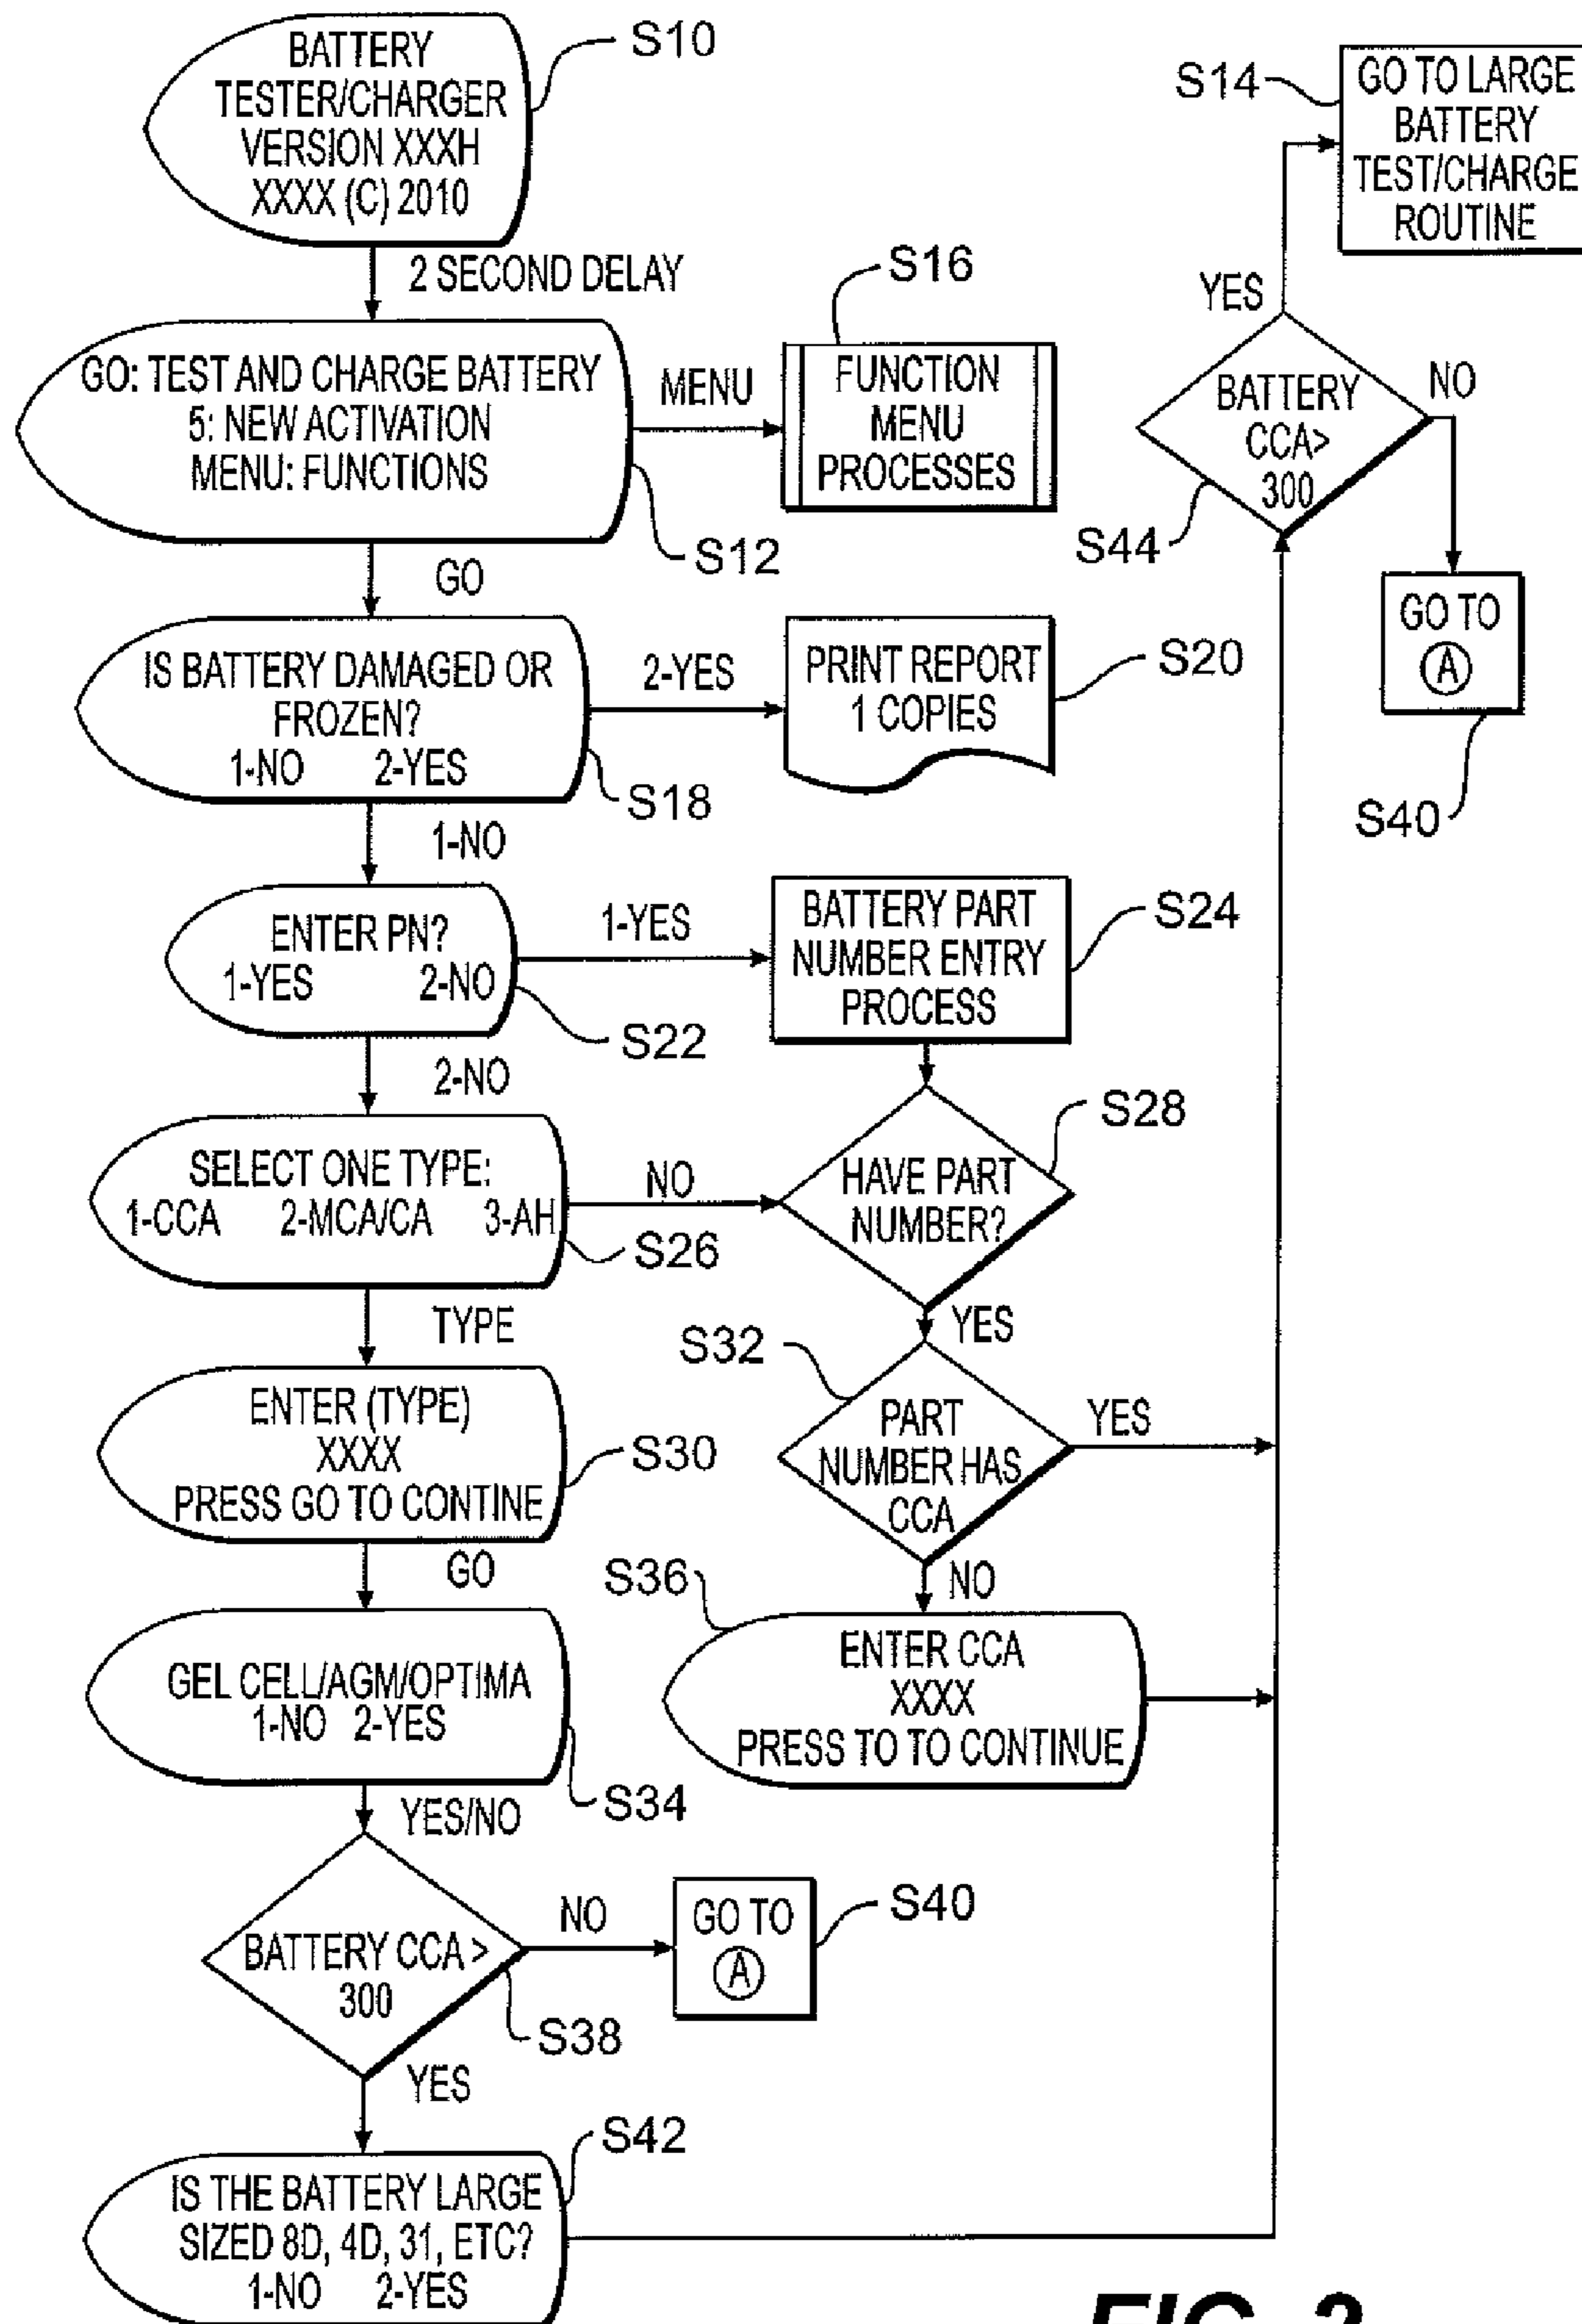 BATTERY
TESTER/CHARGER
VERSION XXXH
XXXX (C) 2010
S10
2 SECOND DELAY
GO: TEST AND CHARGE BATTERY
5: NEW ACTIVATION
MENU: FUNCTIONS
S12
MENU
S16
FUNCTION
MENU
PROCESSES
GO
IS BATTERY DAMAGED OR
FROZEN?
1-NO 2-YES
S18
2-YES
PRINT REPORT
1 COPIES
S20
1-NO
ENTER PN?
1-YES 2-NO
S22
1-YES
BATTERY PART
NUMBER ENTRY
PROCESS
S24
2-NO
SELECT ONE TYPE:
1-CCA 2-MCA/CA 3-AH
S26
NO
HAVE PART
NUMBER?
S28
TYPE
YES
ENTER (TYPE)
XXXX
PRESS GO TO CONTINE
S30
S32
PART
NUMBER HAS
CCA
YES
GO
NO
GEL CELL/AGM/OPTIMA
1-NO 2-YES
S34
S36
ENTER CCA
XXXX
PRESS TO TO CONTINUE
YES/NO
BATTERY CCA >
300
S38
NO
GO TO
A
S40
YES
IS THE BATTERY LARGE
SIZED 8D, 4D, 31, ETC?
1-NO 2-YES
S42
S14
GO TO LARGE
BATTERY
TEST/CHARGE
ROUTINE
YES
BATTERY
CCA>
300
S44
NO
GO TO
A
S40
FIG. 2